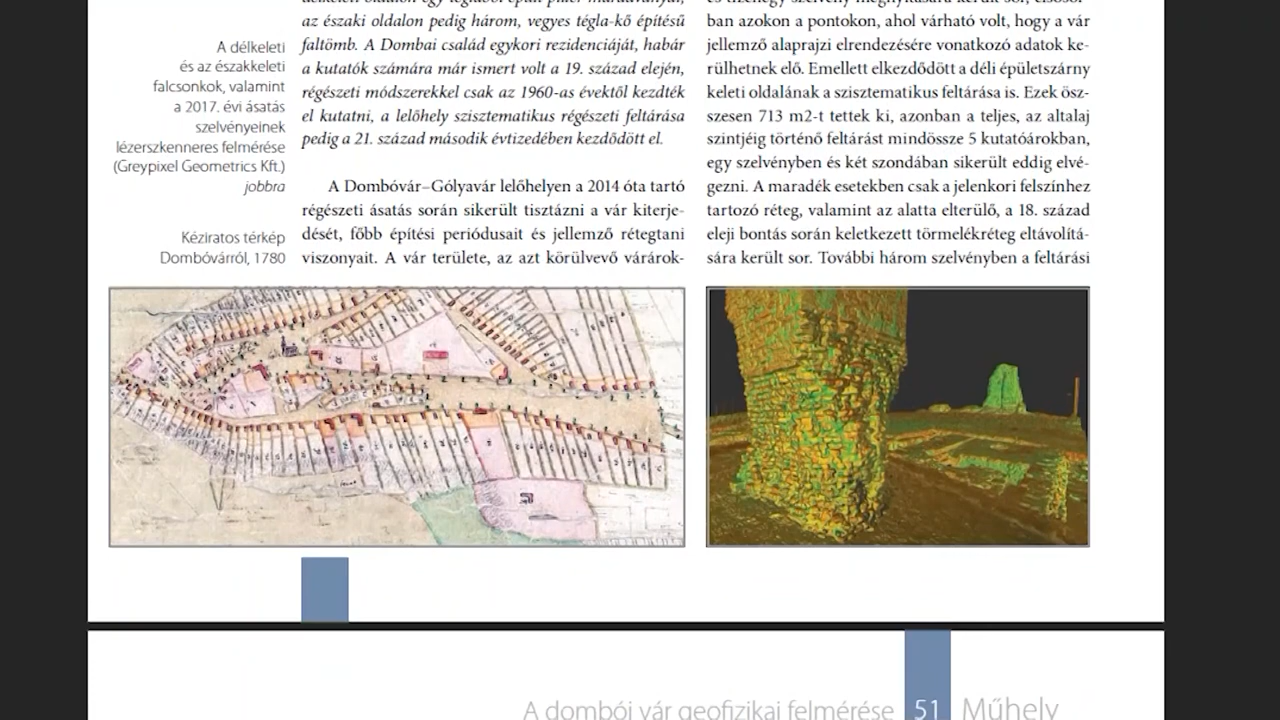 A délkeleti
és az északkeleti
falcsonkok, valamint
a 2017. évi ásatás
szelvényeinek
lézerszkenneres felmérése
(Greypixel Geometrics Kft.)
jobbra
Kéziratos térkép
Dombóvárról, 1780
az északi oldalon pedig három, vegyes tégla-kő építésű
faltömb. A Dombai család egykori rezidenciáját, habár
a kutatók számára már ismert volt a 19. század elején,
régészeti módszerekkel csak az 1960-as évektől kezdték
el kutatni, a lelőhely szisztematikus régészeti feltárása
pedig a 21. század második évtizedében kezdődött el.
A Dombóvár–Gólyavár lelőhelyen a 2014 óta tartó
régészeti ásatás során sikerült tisztázni a vár kiterje-
dését, főbb építési periódusait és jellemző rétegtani
viszonyait. A vár területe, az azt körülvevő várárok-
ban azokon a pontokon, ahol várható volt, hogy a vár
jellemző alaprajzi elrendezésére vonatkozó adatok ke-
rülhetnek elő. Emellett elkezdődött a déli épületszárny
keleti oldalának a szisztematikus feltárása is. Ezek ösz-
szesen 713 m2-t tettek ki, azonban a teljes, az altalaj
szintjéig történő feltárást mindössze 5 kutatóárokban,
egy szelvényben és két szondában sikerült eddig elvé-
gezni. A maradék esetekben csak a jelenkori felszínhez
tartozó réteg, valamint az alatta elterülő, a 18. század
eleji bontás során keletkezett törmelékréteg eltávolítá-
sára került sor. További három szelvényben a feltárási
A dombói vár geofizikai felmérése 51 Műhely